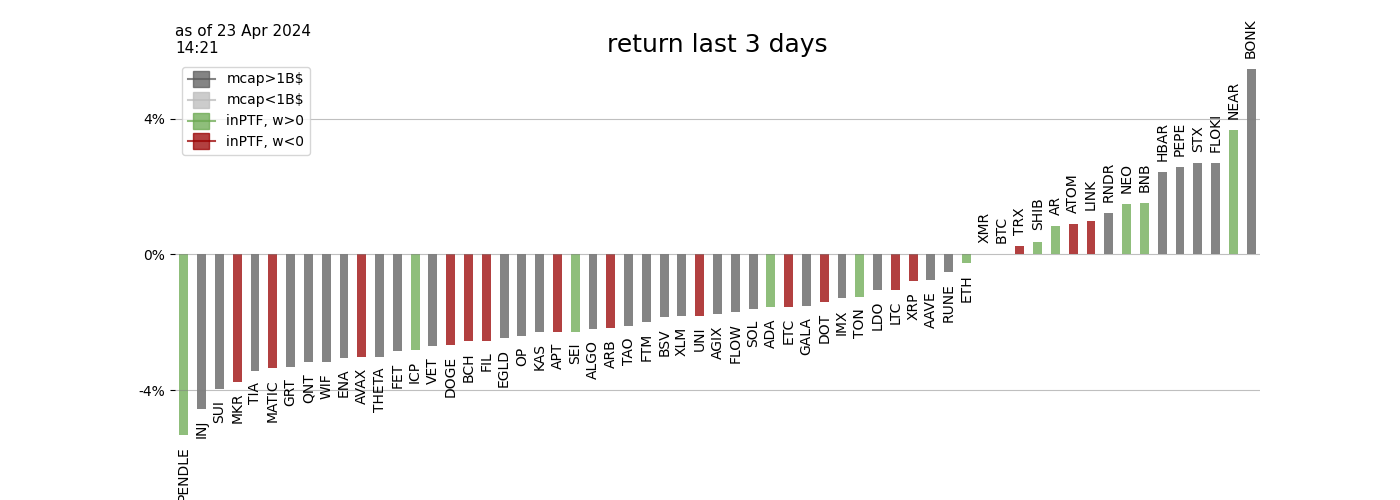 as of 23 Apr 2024
14:21
return last 3 days
mcap>1B$
mcap<1B$
inPTF, w>0
inPTF, w<0
4%
0%
-4%
PENDLE
INJ
SUI
MKR
TIA
MATIC
GRT
QNT
WIF
ENA
AVAX
THETA
FET
ICP
VET
DOGE
BCH
FIL
EGLD
OP
KAS
APT
SEI
ALGO
ARB
TAO
FTM
BSV
XLM
UNI
AGIX
FLOW
SOL
ADA
ETC
GALA
DOT
IMX
TON
LDO
LTC
XRP
AAVE
RUNE
ETH
XMR
BTC
TRX
SHIB
AR
ATOM
LINK
RNDR
NEO
BNB
HBAR
PEPE
STX
FLOKI
NEAR
BONK